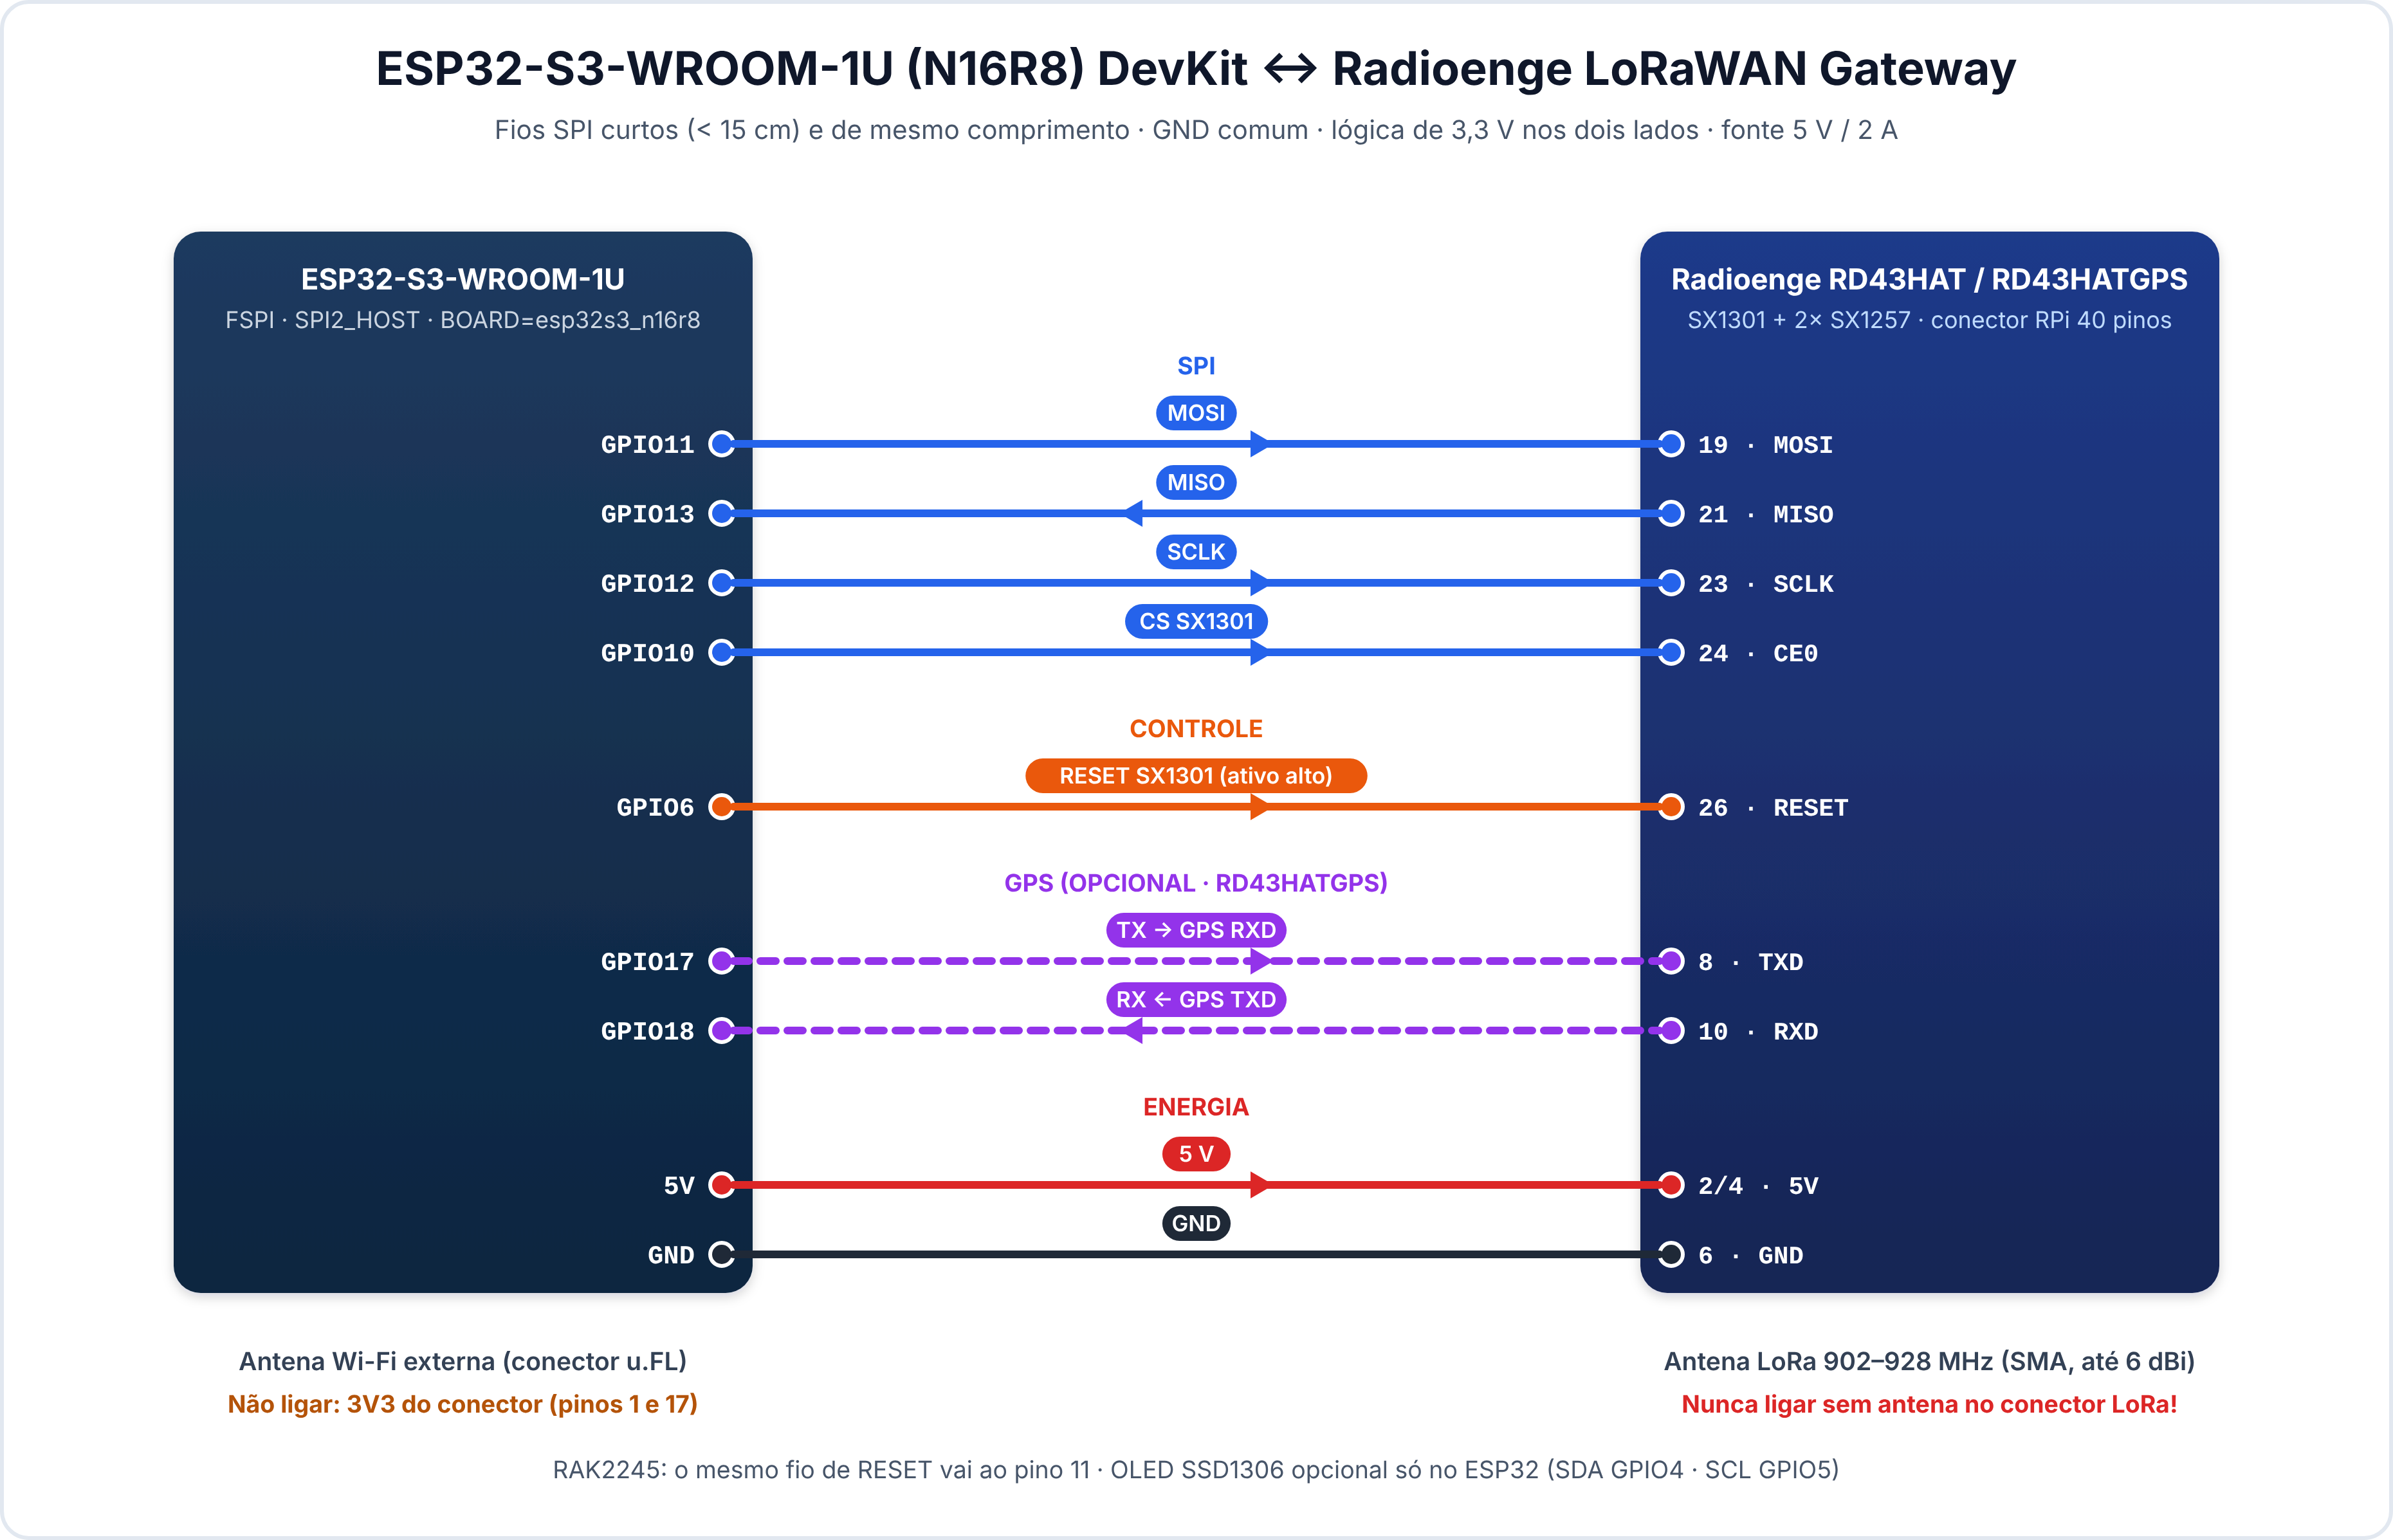 ESP32-S3-WROOM-1U (N16R8) DevKit ↔ Radioenge LoRaWAN Gateway
Fios SPI curtos (< 15 cm) e de mesmo comprimento · GND comum · lógica de 3,3 V nos dois lados · fonte 5 V / 2 A
ESP32-S3-WROOM-1U
FSPI · SPI2_HOST · BOARD=esp32s3_n16r8
Radioenge RD43HAT / RD43HATGPS
SX1301 + 2× SX1257 · conector RPi 40 pinos
SPI
MOSI
GPIO11
19 · MOSI
MISO
GPIO13
21 · MISO
SCLK
GPIO12
23 · SCLK
CS SX1301
GPIO10
24 · CE0
CONTROLE
RESET SX1301 (ativo alto)
GPIO6
26 · RESET
GPS (OPCIONAL · RD43HATGPS)
TX → GPS RXD
GPIO17
8 · TXD
RX ← GPS TXD
GPIO18
10 · RXD
ENERGIA
5 V
5V
2/4 · 5V
GND
GND
6 · GND
Antena Wi-Fi externa (conector u.FL)
Não ligar: 3V3 do conector (pinos 1 e 17)
Antena LoRa 902–928 MHz (SMA, até 6 dBi)
Nunca ligar sem antena no conector LoRa!
RAK2245: o mesmo fio de RESET vai ao pino 11 · OLED SSD1306 opcional só no ESP32 (SDA GPIO4 · SCL GPIO5)